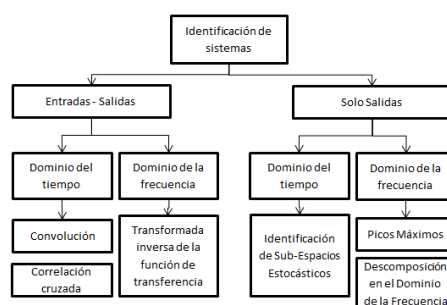 Identificación de
sistemas
Entradas - Salidas
Solo Salidas
Dominio del
tiempo
Dominio de la
frecuencia
Dominio del
tiempo
Dominio de la
frecuencia
Convolución
Correlación
cruzada
Transformada
inversa de la
función de
transferencia
Identificación
de Sub-Espacios
Estocásticos
Picos Máximos
Descomposición
en el Dominio
de la Frecuencia